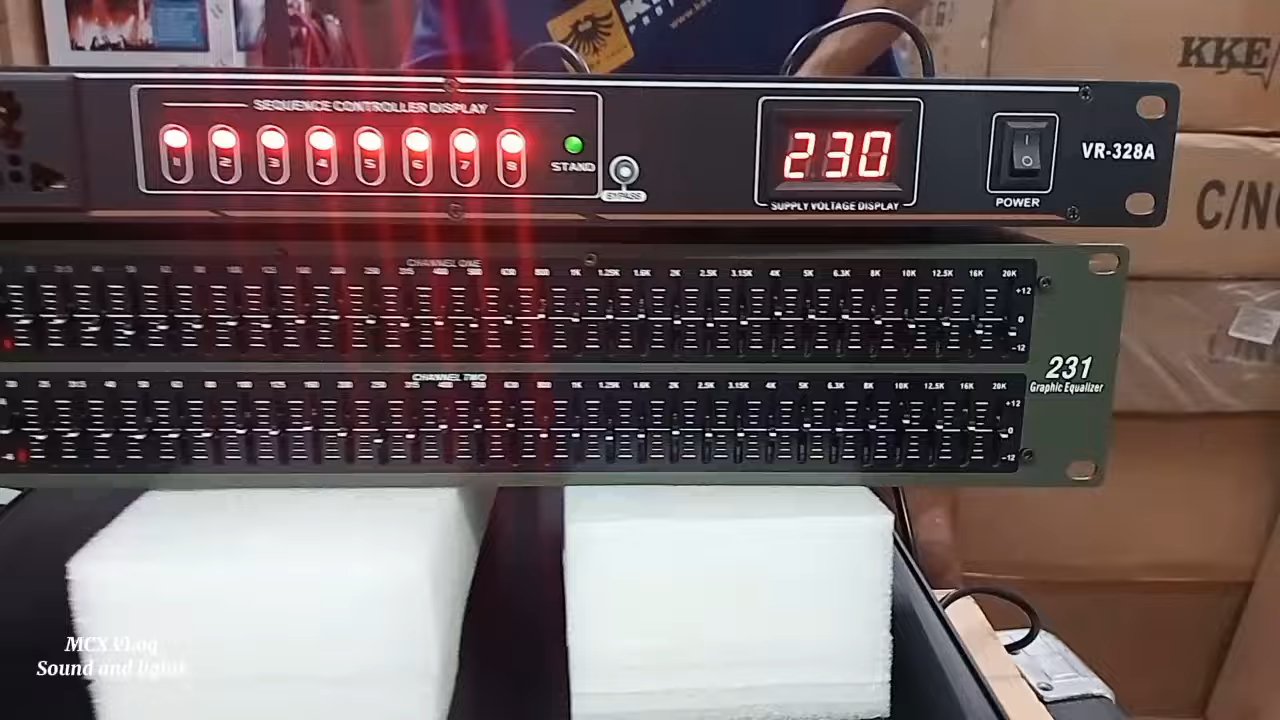 KKE
C/NO
SEQUENCE CONTROLLER DISPLAY
1 2 3 4 5 6 7 8
STAND
BYPASS
230
SUPPLY VOLTAGE DISPLAY
POWER
VR-328A
CHANNEL ONE
800 1K 1.25K 1.6K 2K 2.5K 3.15K 4K 5K 6.3K 8K 10K 12.5K 16K 20K
+12
0
-12
CHANNEL TWO
1K 1.25K 1.6K 2K 2.5K 3.15K 4K 5K 6.3K 8K 10K 12.5K 16K 20K
+12
0
-12
231
Graphic Equalizer
MCX Vlog
Sound and lights